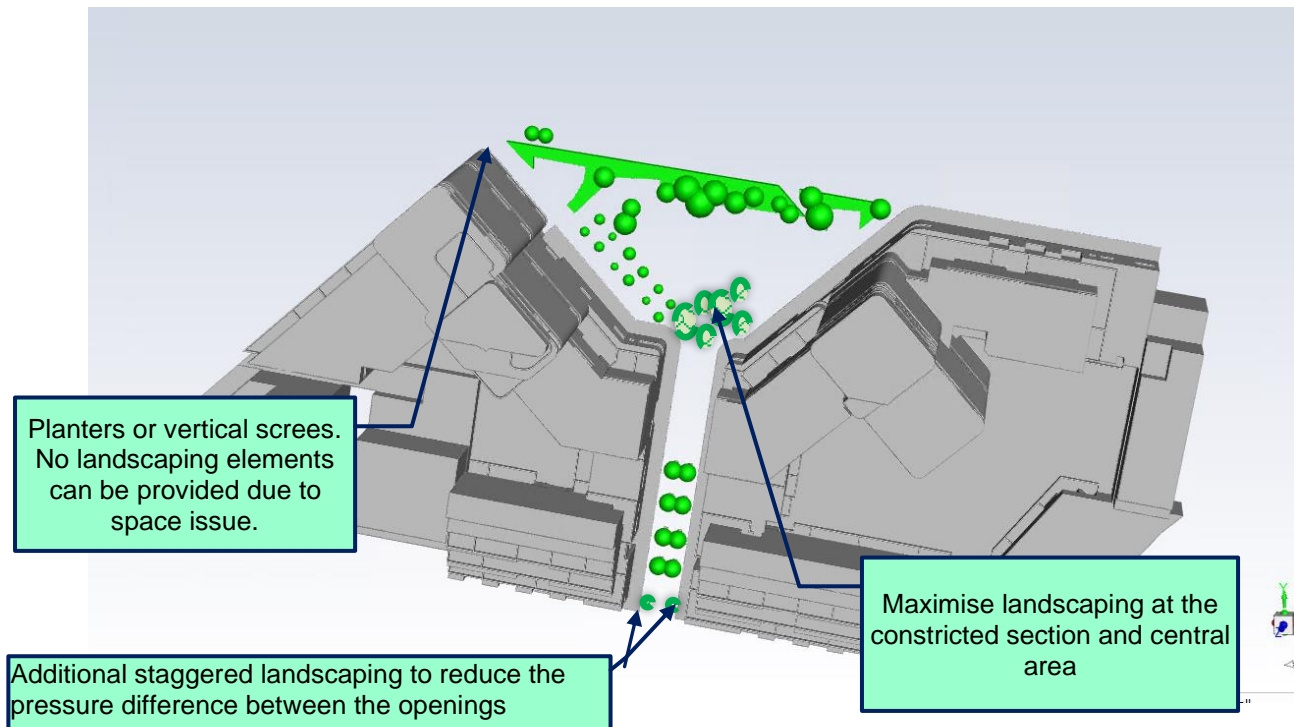 Planters or vertical screes.
No landscaping elements
can be provided due to
space issue.
Maximise landscaping at the
constricted section and central
area
Additional staggered landscaping to reduce the
pressure difference between the openings
Y
Z